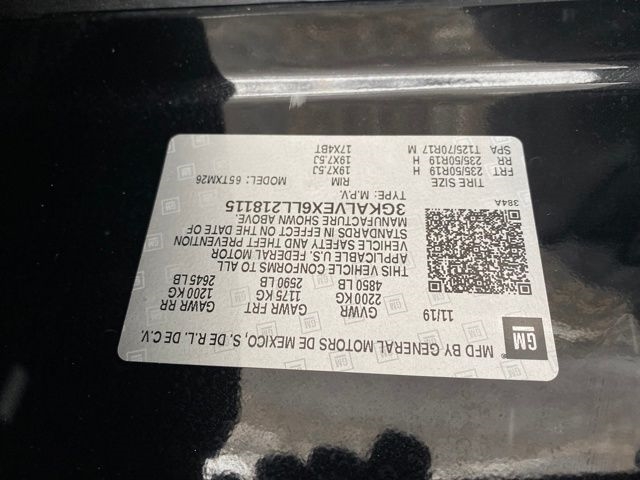 GM MFD BY GENERAL MOTORS DE MEXICO, S. DE R.L. DE C.V.
11/19 GVWR GAWR FRT GAWR RR
2200 KG 1175 KG 1200 KG
4850 LB 2590 LB 2645 LB
THIS VEHICLE CONFORMS TO ALL
APPLICABLE U.S. FEDERAL MOTOR
VEHICLE SAFETY AND THEFT PREVENTION
STANDARDS IN EFFECT ON THE DATE OF
MANUFACTURE SHOWN ABOVE.
3GKALVEX6LL218115
TYPE: M.P.V.
384A MODEL: 6STXM26
TIRE SIZE RIM
FRT 235/50R19 H 19X7.5J
RR 235/50R19 H 19X7.5J
SPA T125/70R17 M 17X4BT